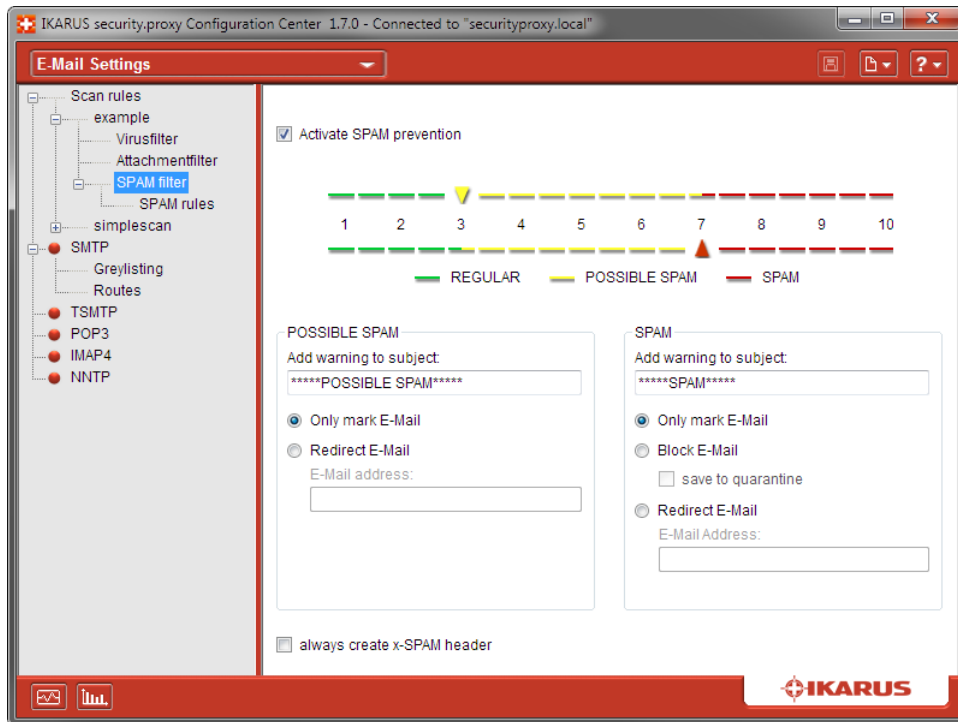 IKARUS security.proxy Configuration Center 1.7.0 - Connected to "securityproxy.local"
E-Mail Settings
?
Scan rules
example
Virusfilter
Attachmentfilter
SPAM filter
SPAM rules
simplescan
SMTP
Greylisting
Routes
TSMTP
POP3
IMAP4
NNTP
Activate SPAM prevention
1 2 3 4 5 6 7 8 9 10
REGULAR POSSIBLE SPAM SPAM
POSSIBLE SPAM
Add warning to subject:
*****POSSIBLE SPAM*****
Only mark E-Mail
Redirect E-Mail
E-Mail address:
SPAM
Add warning to subject:
*****SPAM*****
Only mark E-Mail
Block E-Mail
save to quarantine
Redirect E-Mail
E-Mail Address:
always create x-SPAM header
IKARUS